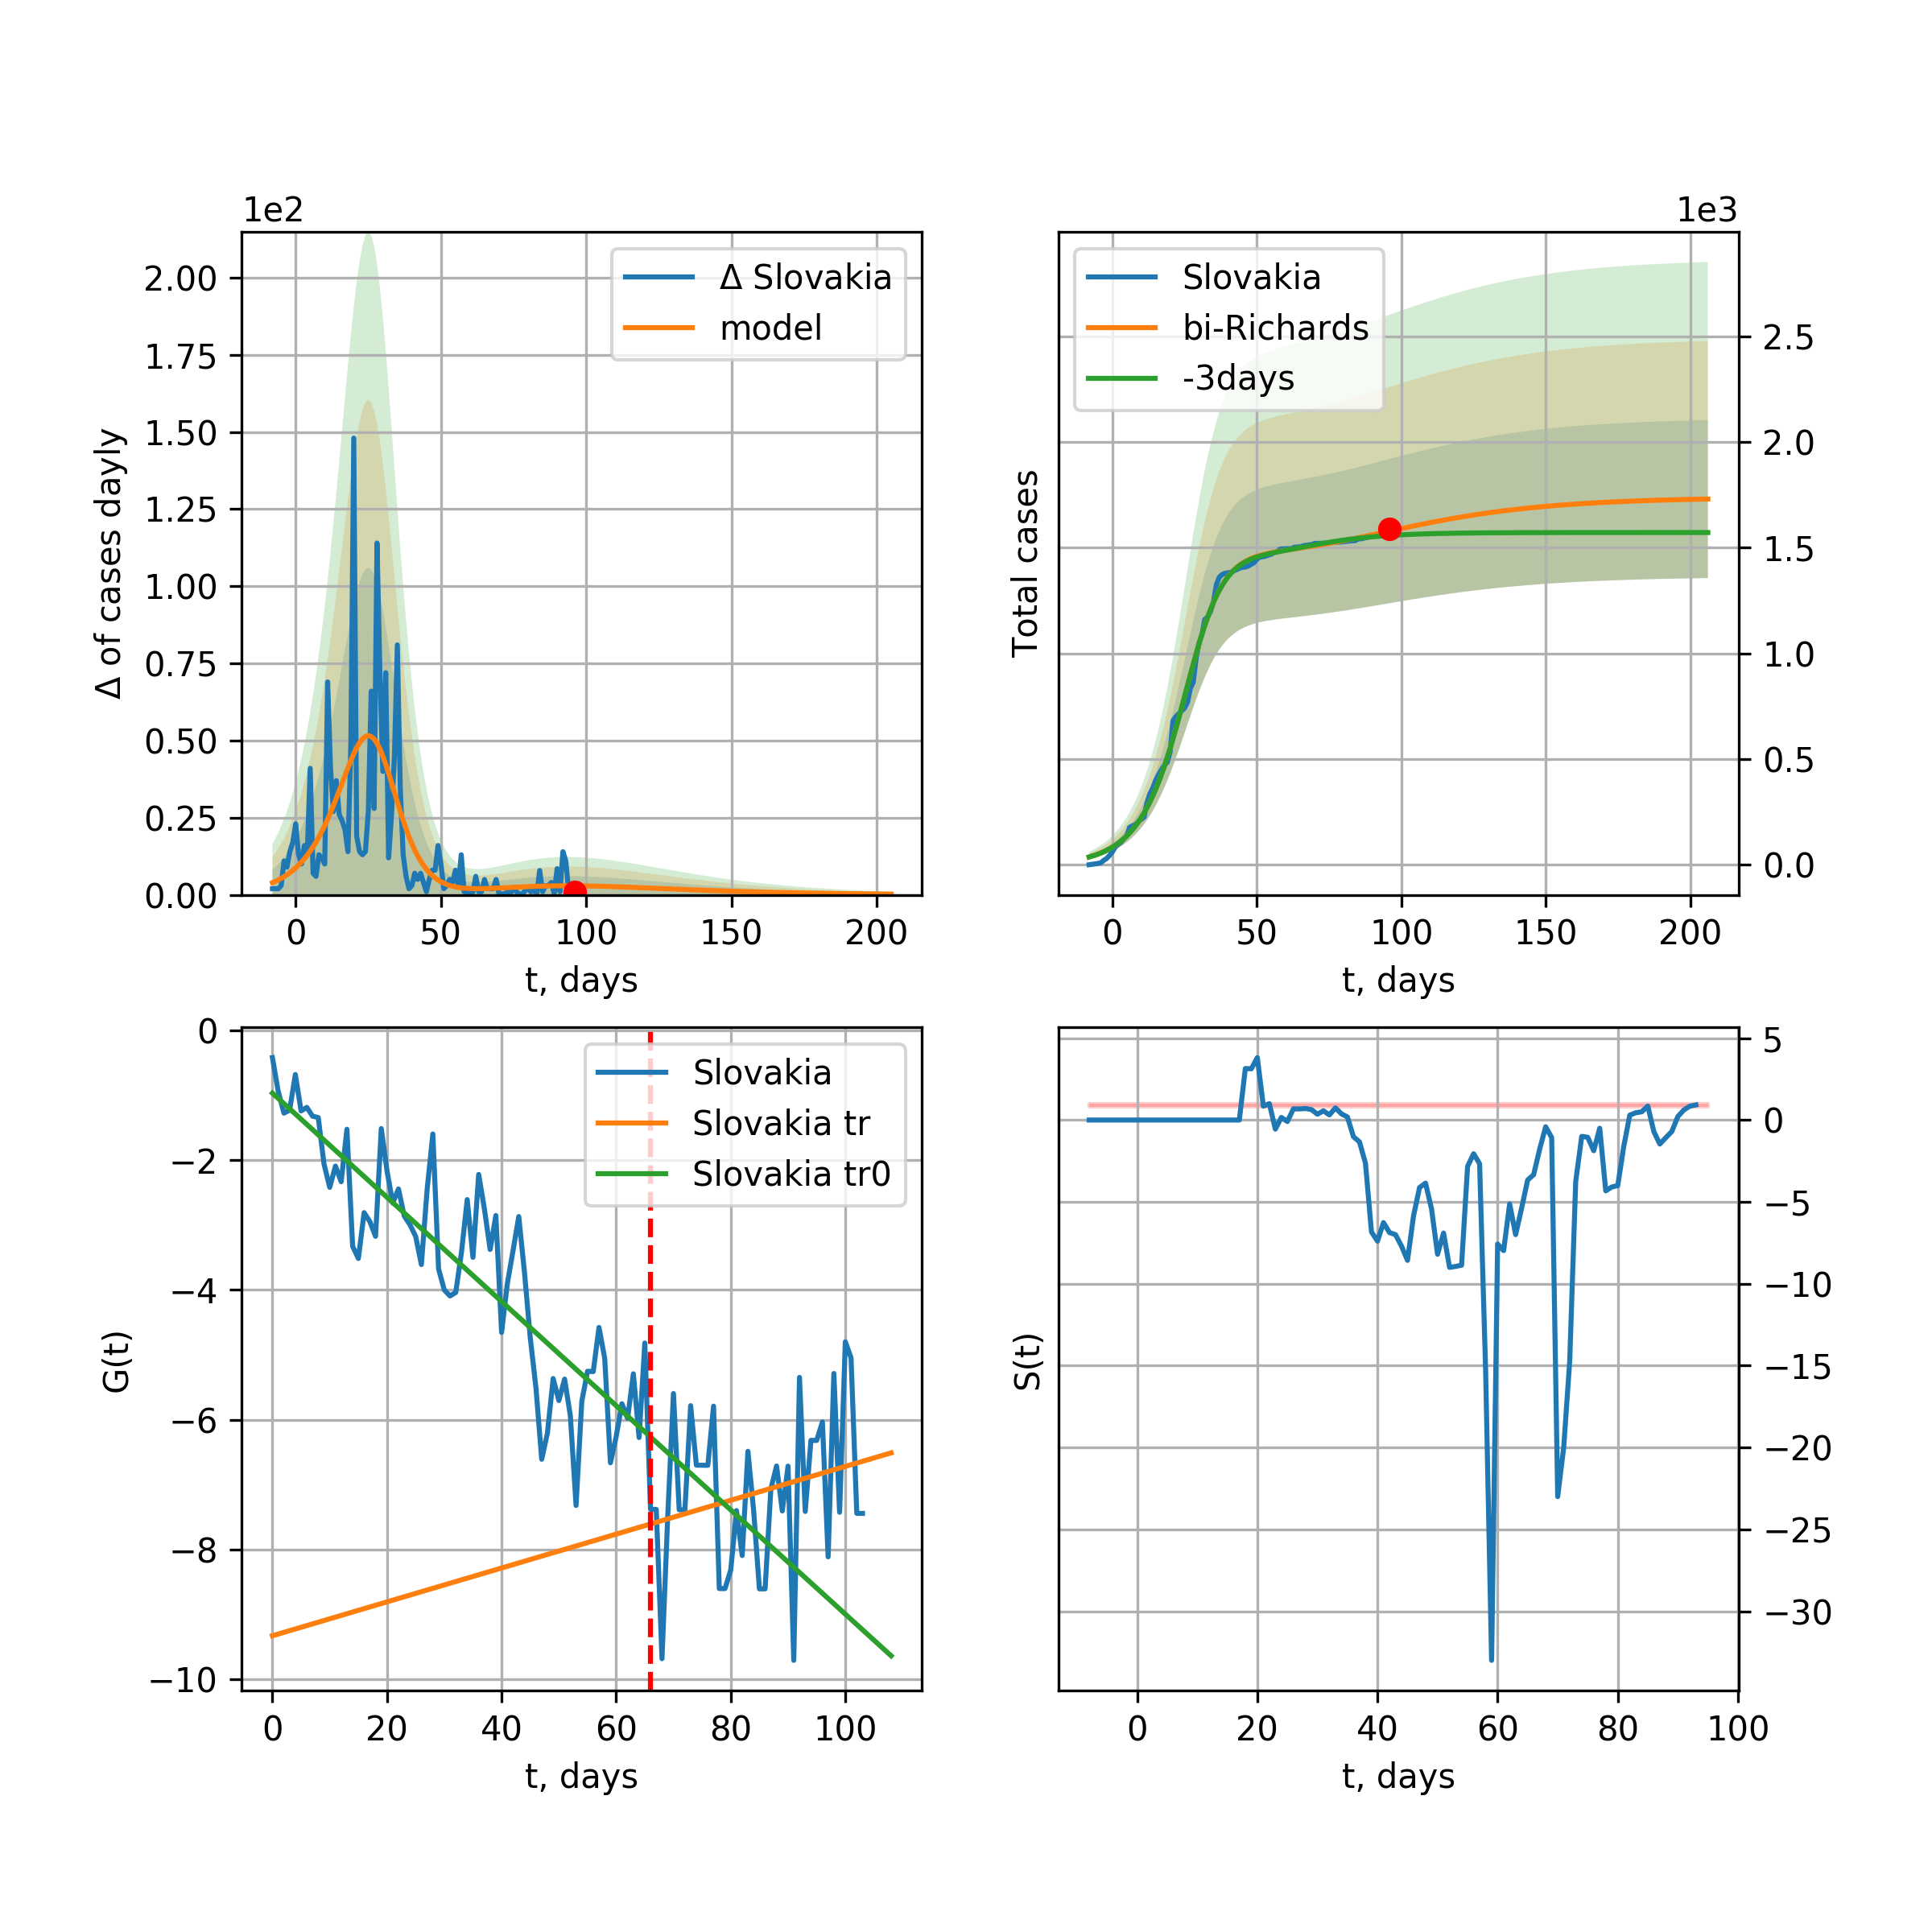 1e2
2.00
1.75
1.50
1.25
1.00
0.75
0.50
0.25
0.00
Δ of cases dayly
Δ Slovakia
model
0 50 100 150 200
t, days
1e3
Slovakia
bi-Richards
-3days
Total cases
2.5
2.0
1.5
1.0
0.5
0.0
0 50 100 150 200
t, days
0
−2
−4
−6
−8
−10
G(t)
Slovakia
Slovakia tr
Slovakia tr0
0 20 40 60 80 100
t, days
S(t)
5
0
−5
−10
−15
−20
−25
−30
0 20 40 60 80 100
t, days